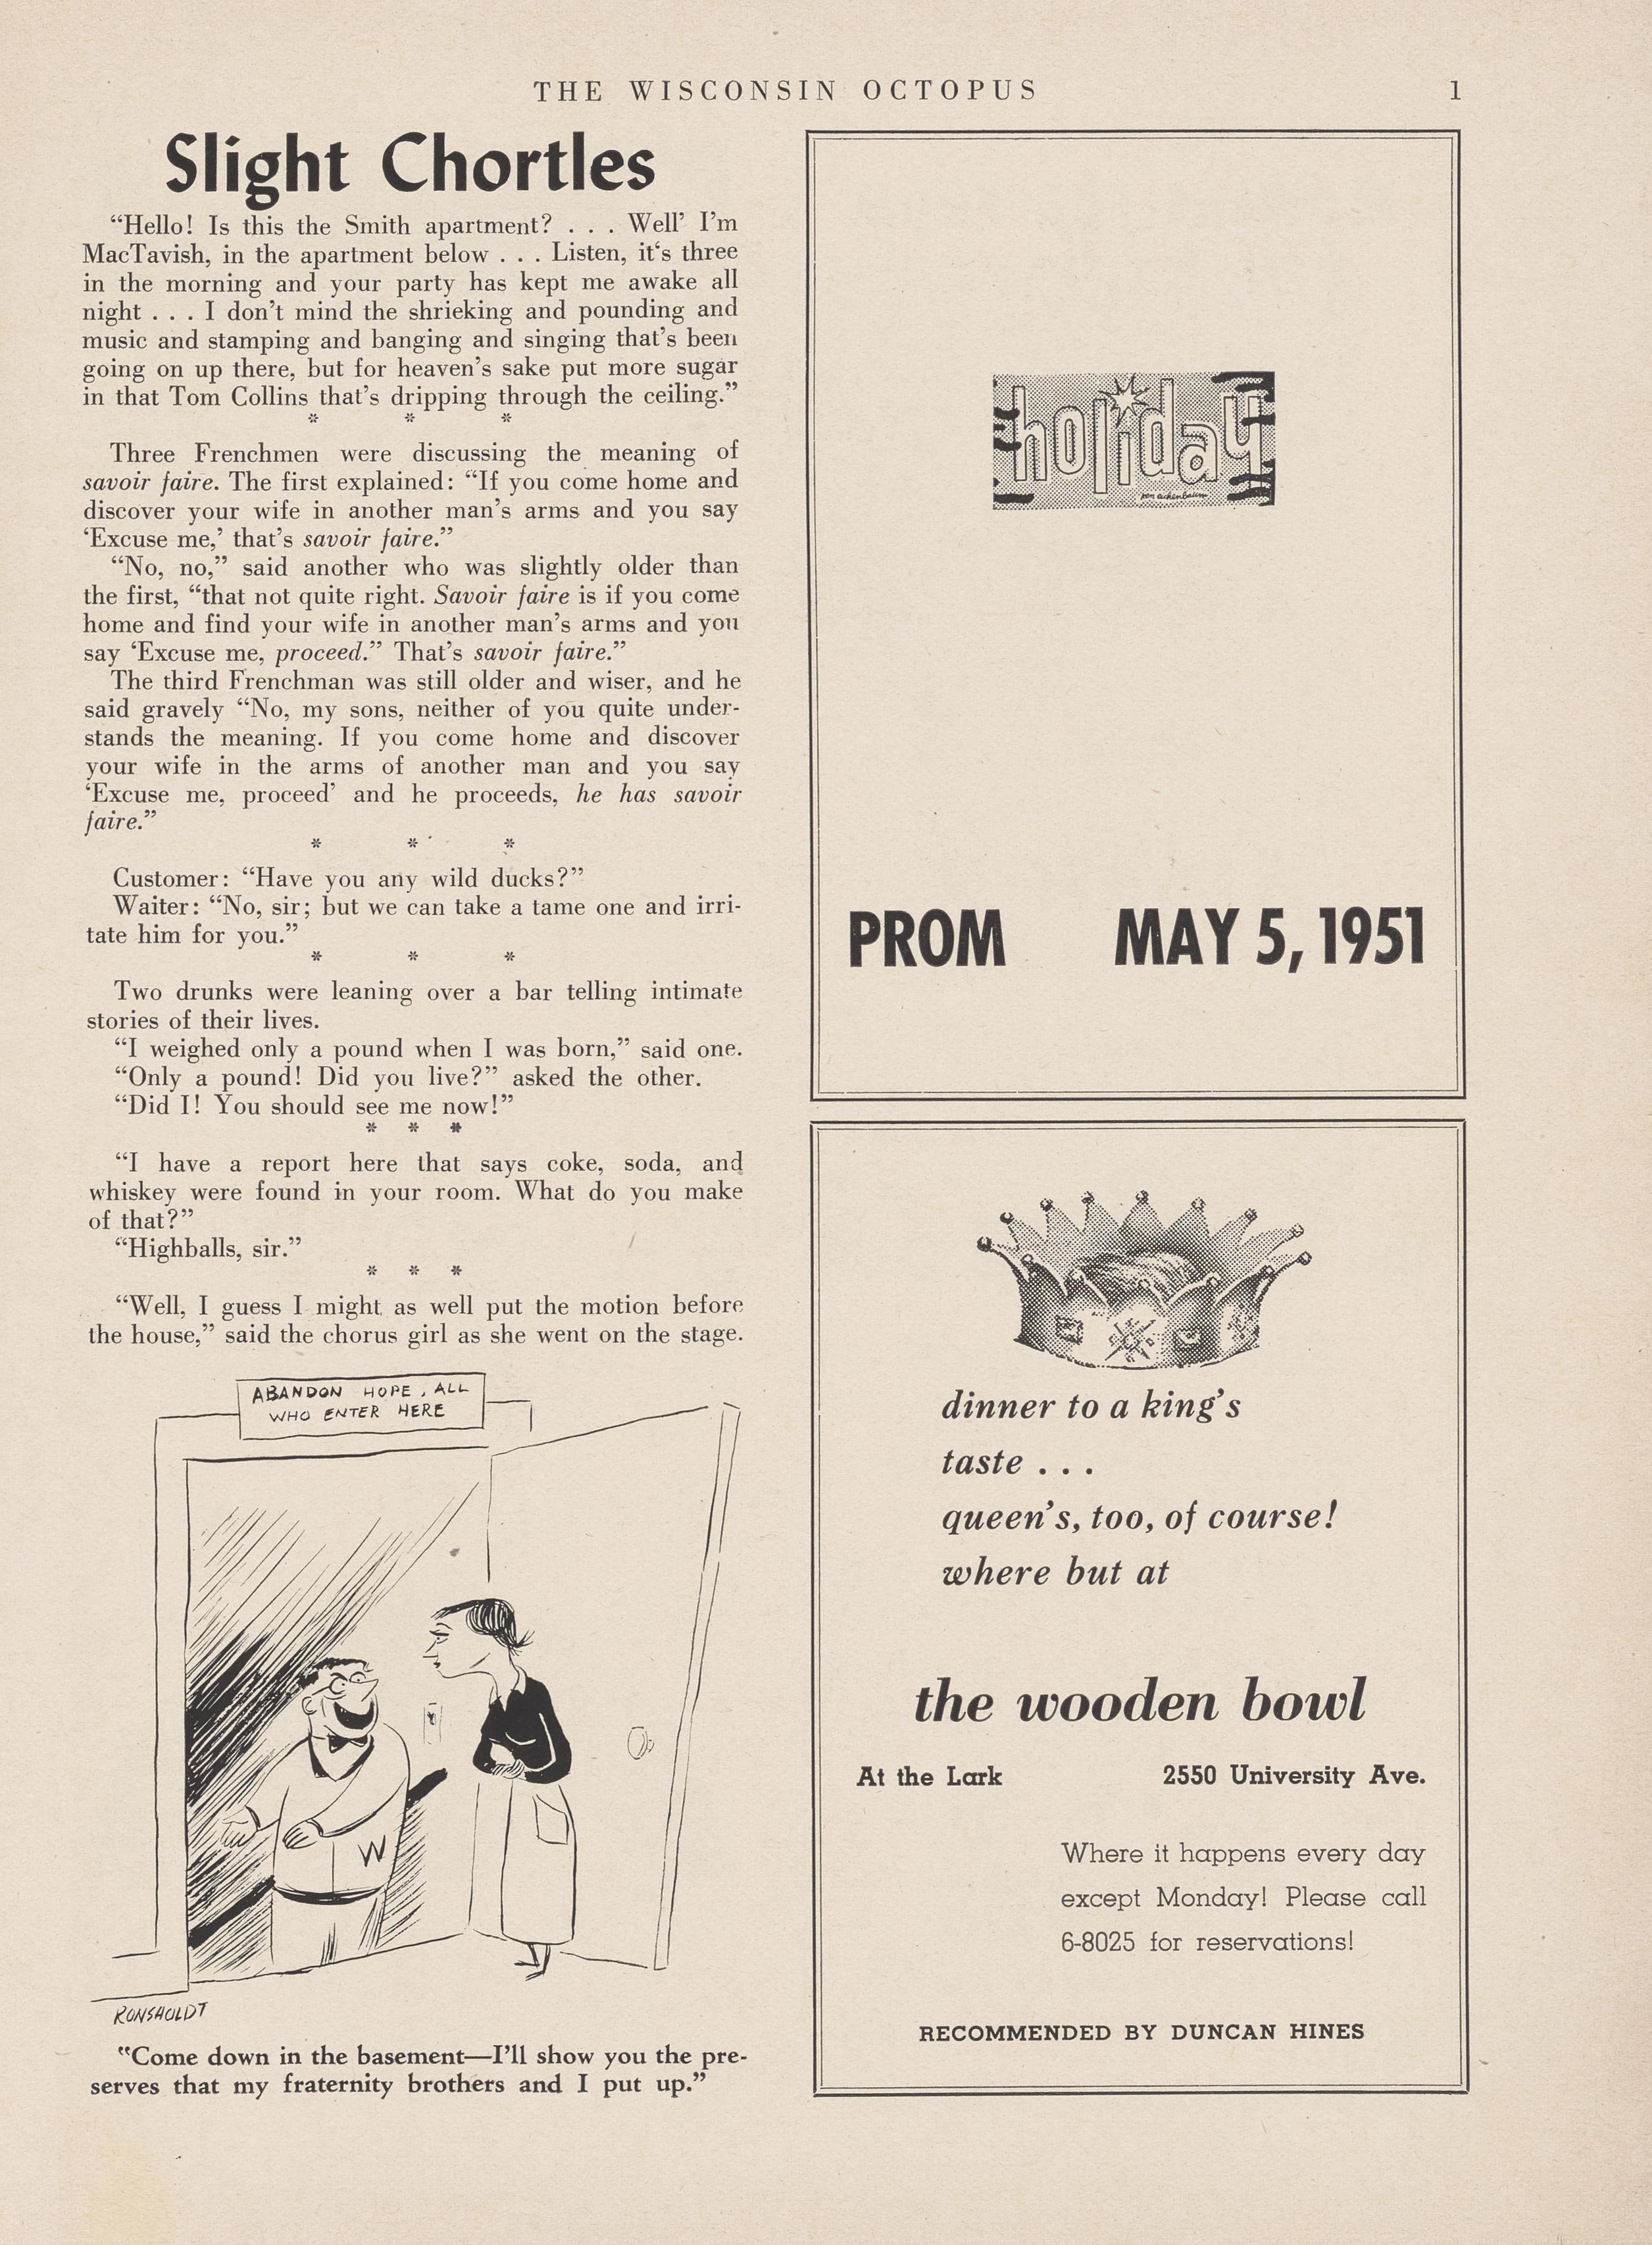 THE WISCONSIN OCTOPUS
1
Slight Chortles
“Hello! Is this the Smith apartment? . . . Well’ I’m
MacTavish, in the apartment below . . . Listen, it‘s three
in the morning and your party has kept me awake all
night . . . I don’t mind the shrieking and pounding and
music and stamping and banging and singing that’s been
going on up there, but for heaven’s sake put more sugar
in that Tom Collins that’s dripping through the ceiling.”
* * *
Three Frenchmen were discussing the meaning of
savoir faire. The first explained: “If you come home and
discover your wife in another man’s arms and you say
‘Excuse me,’ that’s savoir faire.”
“No, no,” said another who was slightly older than
the first, “that not quite right. Savoir faire is if you come
home and find your wife in another man’s arms and you
say ‘Excuse me, proceed.” That’s savoir faire.”
The third Frenchman was still older and wiser, and he
said gravely “No, my sons, neither of you quite under-
stands the meaning. If you come home and discover
your wife in the arms of another man and you say
‘Excuse me, proceed’ and he proceeds, he has savoir
faire.”
* * *
Customer: “Have you any wild ducks?”
Waiter: “No, sir; but we can take a tame one and irri-
tate him for you.”
* * *
Two drunks were leaning over a bar telling intimate
stories of their lives.
“I weighed only a pound when I was born,” said one.
“Only a pound! Did you live?” asked the other.
“Did I! You should see me now!”
* * *
“I have a report here that says coke, soda, and
whiskey were found in your room. What do you make
of that?”
“Highballs, sir.”
* * *
“Well, I guess I might as well put the motion before
the house,” said the chorus girl as she went on the stage.
ABANDON HOPE, ALL
WHO ENTER HERE
W
RONSHOLDT
“Come down in the basement—I’ll show you the pre-
serves that my fraternity brothers and I put up.”
holiday
PROM MAY 5, 1951
dinner to a king’s
taste . . .
queen’s, too, of course!
where but at
the wooden bowl
At the Lark 2550 University Ave.
Where it happens every day
except Monday! Please call
6-8025 for reservations!
RECOMMENDED BY DUNCAN HINES